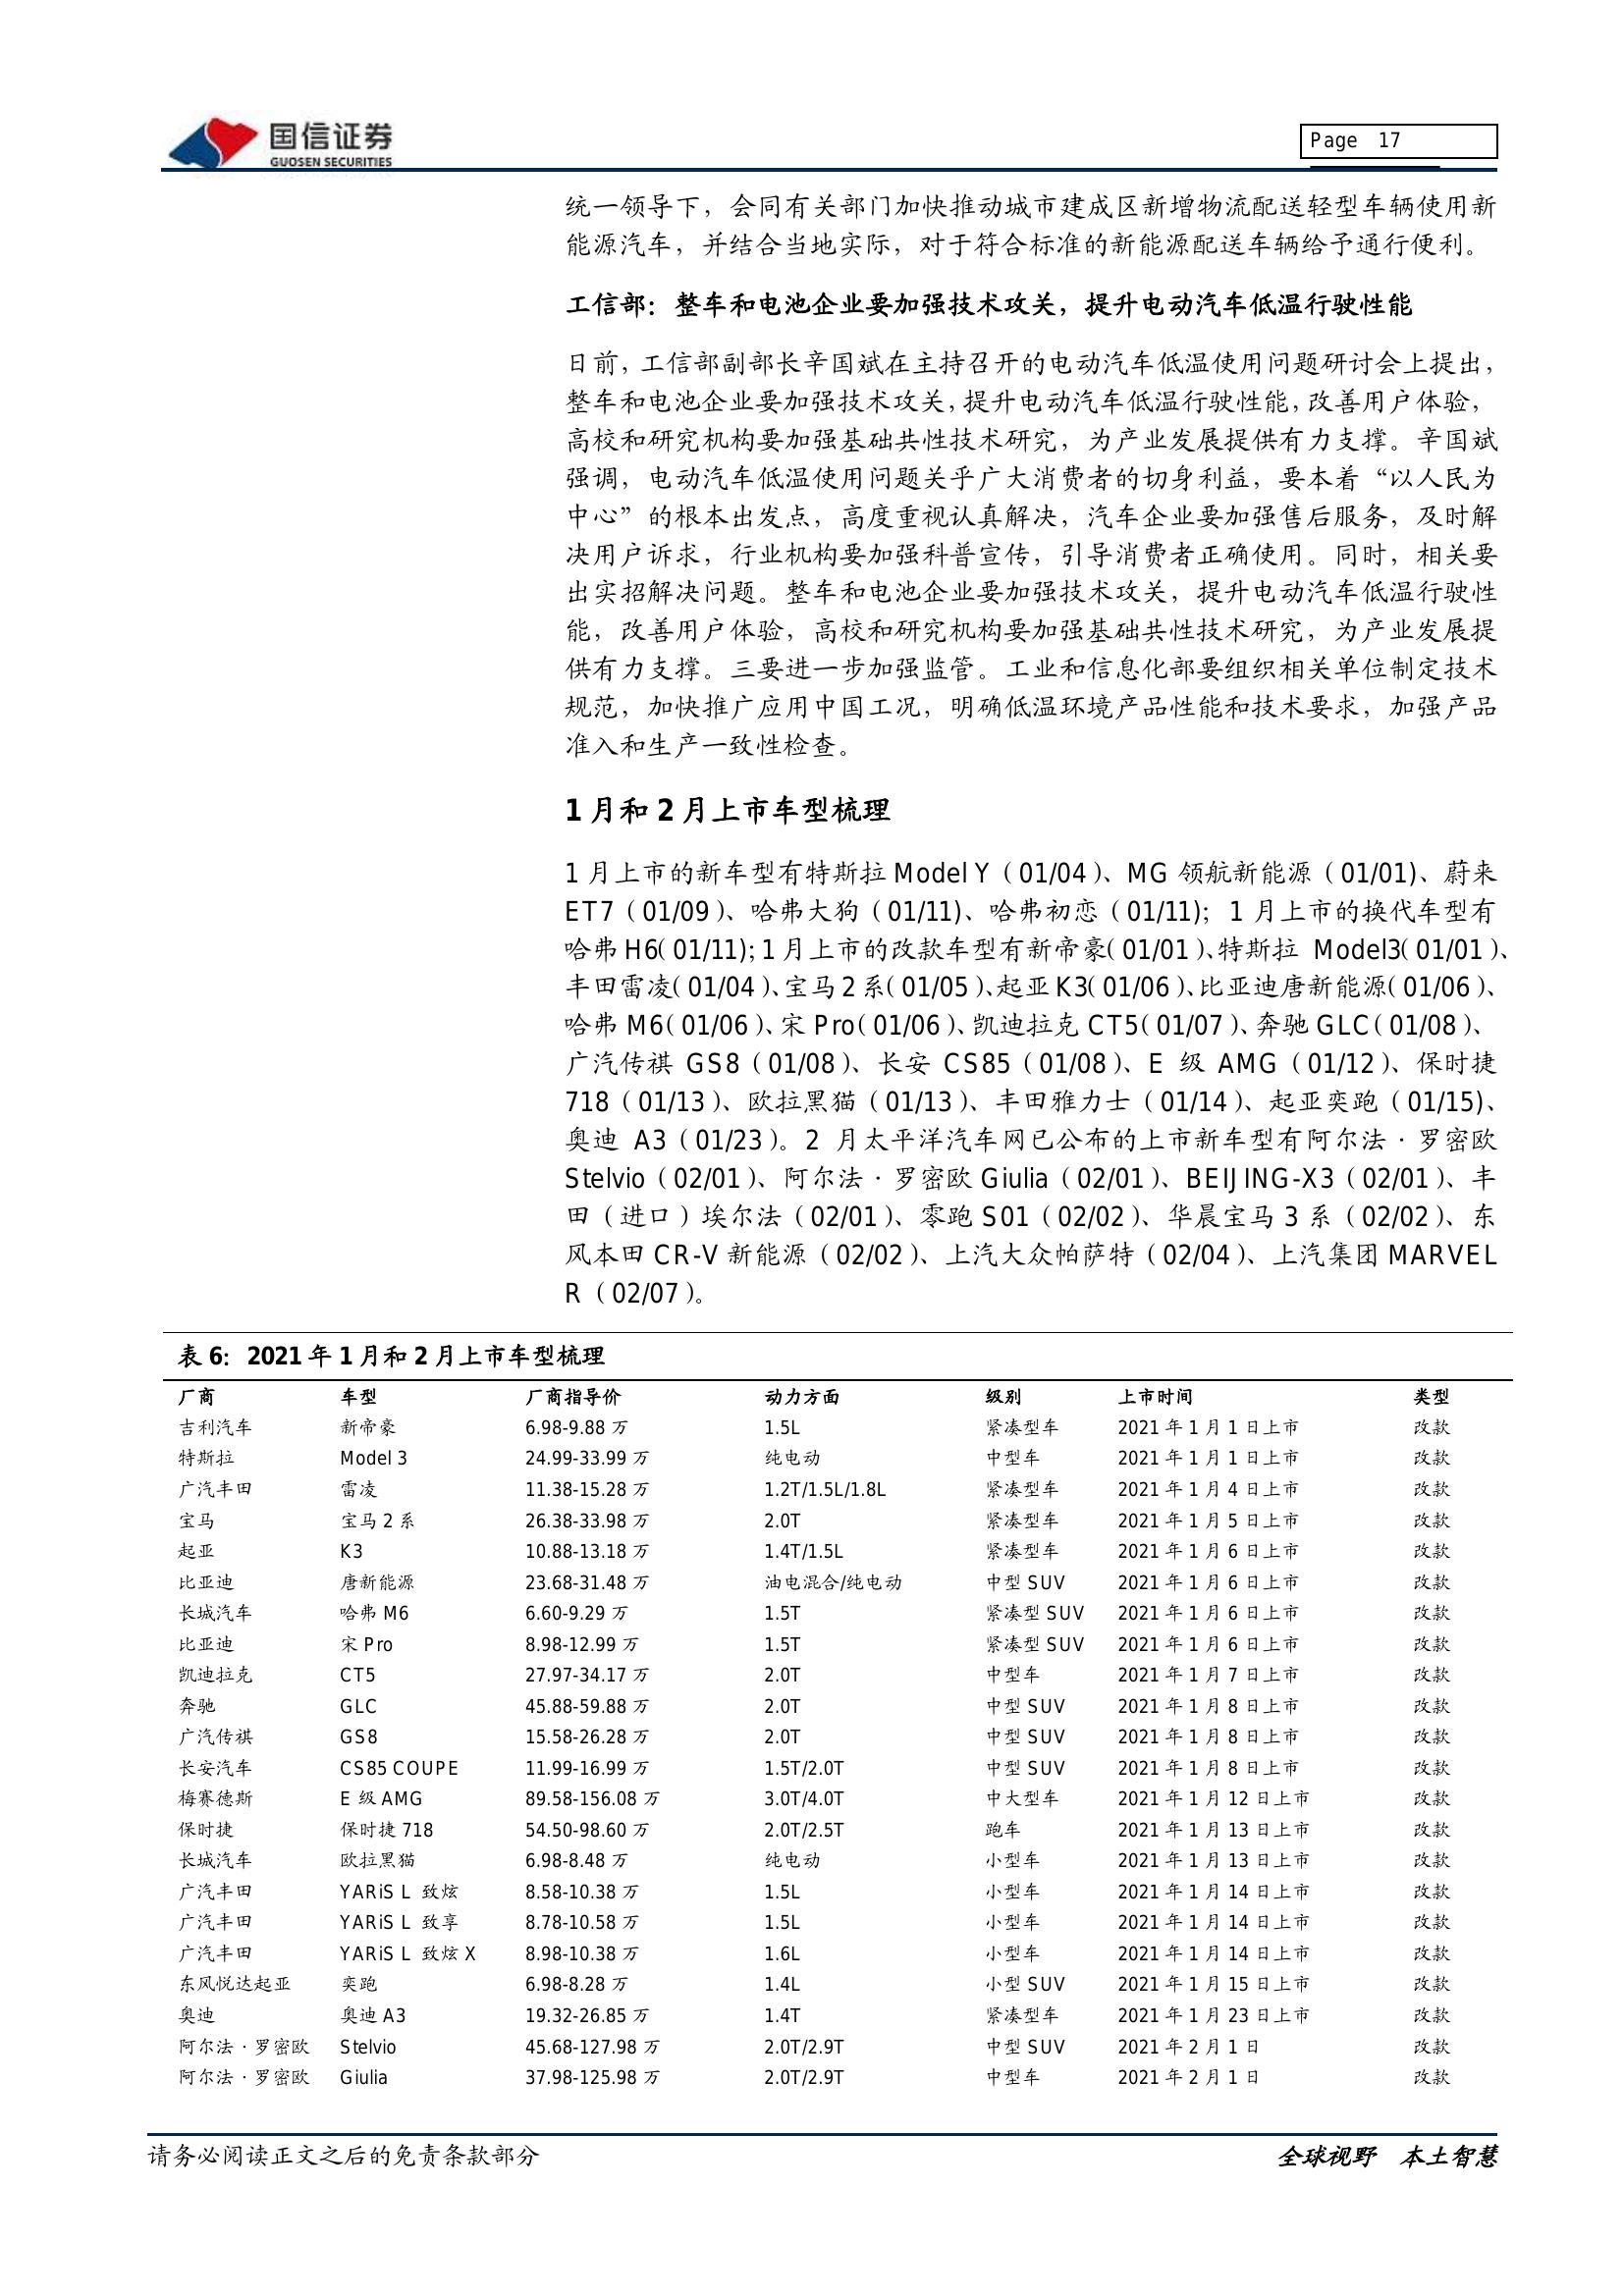 国信证券
GUOSEN SECURITIES
Page 17
统一领导下，会同有关部门加快推动城市建成区新增物流配送轻型车辆使用新
能源汽车，并结合当地实际，对于符合标准的新能源配送车辆给予通行便利。
工信部：整车和电池企业要加强技术攻关，提升电动汽车低温行驶性能
日前，工信部副部长辛国斌在主持召开的电动汽车低温使用问题研讨会上提出，
整车和电池企业要加强技术攻关，提升电动汽车低温行驶性能，改善用户体验，
高校和研究机构要加强基础共性技术研究，为产业发展提供有力支撑。辛国斌
强调，电动汽车低温使用问题关乎广大消费者的切身利益，要本着“以人民为
中心”的根本出发点，高度重视认真解决，汽车企业要加强售后服务，及时解
决用户诉求，行业机构要加强科普宣传，引导消费者正确使用。同时，相关要
出实招解决问题。整车和电池企业要加强技术攻关，提升电动汽车低温行驶性
能，改善用户体验，高校和研究机构要加强基础共性技术研究，为产业发展提
供有力支撑。三要进一步加强监管。工业和信息化部要组织相关单位制定技术
规范，加快推广应用中国工况，明确低温环境产品性能和技术要求，加强产品
准入和生产一致性检查。
1 月和 2 月上市车型梳理
1 月上市的新车型有特斯拉 Model Y（01/04）、MG 领航新能源（01/01）、蔚来
ET7（01/09）、哈弗大狗（01/11）、哈弗初恋（01/11）；1 月上市的换代车型有
哈弗 H6（01/11）；1 月上市的改款车型有新帝豪（01/01）、特斯拉 Model3（01/01）、
丰田雷凌（01/04）、宝马 2 系（01/05）、起亚 K3（01/06）、比亚迪唐新能源（01/06）、
哈弗 M6（01/06）、宋 Pro（01/06）、凯迪拉克 CT5（01/07）、奔驰 GLC（01/08）、
广汽传祺 GS8（01/08）、长安 CS85（01/08）、E 级 AMG（01/12）、保时捷
718（01/13）、欧拉黑猫（01/13）、丰田雅力士（01/14）、起亚奕跑（01/15）、
奥迪 A3（01/23）。2 月太平洋汽车网已公布的上市新车型有阿尔法·罗密欧
Stelvio（02/01）、阿尔法·罗密欧 Giulia（02/01）、BEIJING-X3（02/01）、丰
田（进口）埃尔法（02/01）、零跑 S01（02/02）、华晨宝马 3 系（02/02）、东
风本田 CR-V 新能源（02/02）、上汽大众帕萨特（02/04）、上汽集团 MARVEL
R（02/07）。
表 6：2021 年 1 月和 2 月上市车型梳理
厂商 车型 厂商指导价 动力方面 级别 上市时间 类型
吉利汽车 新帝豪 6.98-9.88 万 1.5L 紧凑型车 2021 年 1 月 1 日上市 改款
特斯拉 Model 3 24.99-33.99 万 纯电动 中型车 2021 年 1 月 1 日上市 改款
广汽丰田 雷凌 11.38-15.28 万 1.2T/1.5L/1.8L 紧凑型车 2021 年 1 月 4 日上市 改款
宝马 宝马 2 系 26.38-33.98 万 2.0T 紧凑型车 2021 年 1 月 5 日上市 改款
起亚 K3 10.88-13.18 万 1.4T/1.5L 紧凑型车 2021 年 1 月 6 日上市 改款
比亚迪 唐新能源 23.68-31.48 万 油电混合/纯电动 中型 SUV 2021 年 1 月 6 日上市 改款
长城汽车 哈弗 M6 6.60-9.29 万 1.5T 紧凑型 SUV 2021 年 1 月 6 日上市 改款
比亚迪 宋 Pro 8.98-12.99 万 1.5T 紧凑型 SUV 2021 年 1 月 6 日上市 改款
凯迪拉克 CT5 27.97-34.17 万 2.0T 中型车 2021 年 1 月 7 日上市 改款
奔驰 GLC 45.88-59.88 万 2.0T 中型 SUV 2021 年 1 月 8 日上市 改款
广汽传祺 GS8 15.58-26.28 万 2.0T 中型 SUV 2021 年 1 月 8 日上市 改款
长安汽车 CS85 COUPE 11.99-16.99 万 1.5T/2.0T 中型 SUV 2021 年 1 月 8 日上市 改款
梅赛德斯 E 级 AMG 89.58-156.08 万 3.0T/4.0T 中大型车 2021 年 1 月 12 日上市 改款
保时捷 保时捷 718 54.50-98.60 万 2.0T/2.5T 跑车 2021 年 1 月 13 日上市 改款
长城汽车 欧拉黑猫 6.98-8.48 万 纯电动 小型车 2021 年 1 月 13 日上市 改款
广汽丰田 YARiS L 致炫 8.58-10.38 万 1.5L 小型车 2021 年 1 月 14 日上市 改款
广汽丰田 YARiS L 致享 8.78-10.58 万 1.5L 小型车 2021 年 1 月 14 日上市 改款
广汽丰田 YARiS L 致炫 X 8.98-10.38 万 1.6L 小型车 2021 年 1 月 14 日上市 改款
东风悦达起亚 奕跑 6.98-8.28 万 1.4L 小型 SUV 2021 年 1 月 15 日上市 改款
奥迪 奥迪 A3 19.32-26.85 万 1.4T 紧凑型车 2021 年 1 月 23 日上市 改款
阿尔法·罗密欧 Stelvio 45.68-127.98 万 2.0T/2.9T 中型 SUV 2021 年 2 月 1 日 改款
阿尔法·罗密欧 Giulia 37.98-125.98 万 2.0T/2.9T 中型车 2021 年 2 月 1 日 改款
请务必阅读正文之后的免责条款部分
全球视野 本土智慧